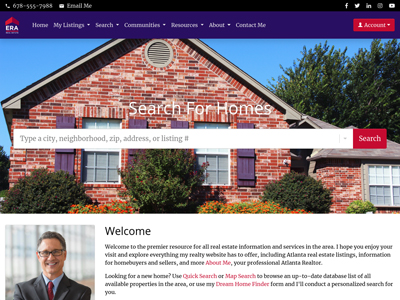 678-555-7988 Email Me
ERA
Home My Listings Search Communities Resources About Contact Me Account
Search For Homes
Type a city, neighborhood, zip, address, or listing # × Search
Welcome
Welcome to the premier resource for all real estate information and services in the area. I hope you enjoy your
visit and explore everything my realty website has to offer, including Atlanta real estate listings, information
for homebuyers and sellers, and more About Me, your professional Atlanta Realtor.
Looking for a new home? Use Quick Search or Map Search to browse an up-to-date database list of all
available properties in the area, or use my Dream Home Finder form and I'll conduct a personalized search for
you.